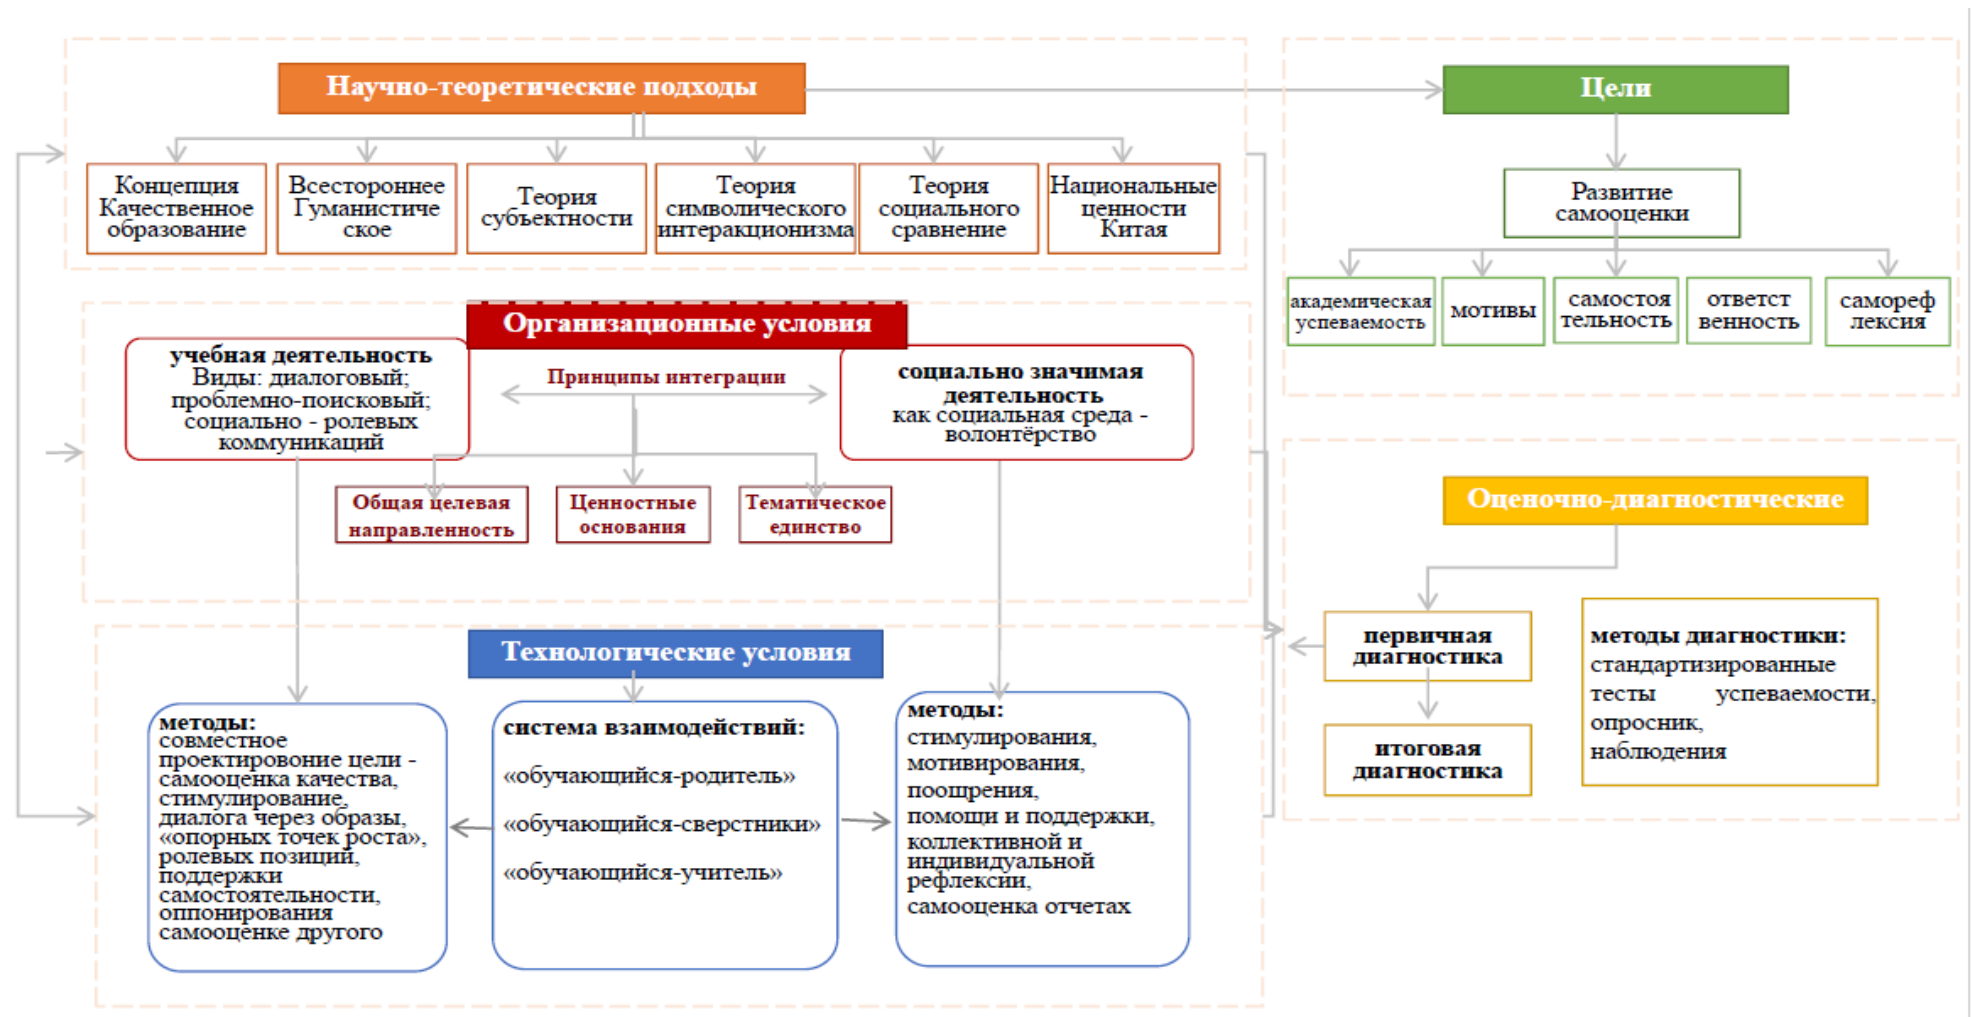 Научно-теоретические подходы
Концепция
Качественное
образование
Всестороннее
Гуманистиче
ское
Теория
субъектности
Теория
символического
интеракционизма
Теория
социального
сравнение
Национальные
ценности
Китая
Цели
Развитие
самооценки
академическая
успеваемость
мотивы
самостоя
тельность
ответст
венность
самореф
лексия
Организационные условия
учебная деятельность
Виды: диалоговый;
проблемно-поисковый;
социально - ролевых
коммуникаций
Принципы интеграции
социально значимая
деятельность
как социальная среда -
волонтёрство
Общая целевая
направленность
Ценностные
основания
Тематическое
единство
Оценочно-диагностические
первичная
диагностика
итоговая
диагностика
методы диагностики:
стандартизированные
тесты успеваемости,
опросник,
наблюдения
Технологические условия
методы:
совместное
проектировоние цели -
самооценка качества,
стимулирование,
диалога через образы,
«опорных точек роста»,
ролевых позиций,
поддержки
самостоятельности,
оппонирования
самооценке другого
система взаимодействий:
«обучающийся-родитель»
«обучающийся-сверстники»
«обучающийся-учитель»
методы:
стимулирования,
мотивирования,
поощрения,
помощи и поддержки,
коллективной и
индивидуальной
рефлексии,
самооценка отчетах